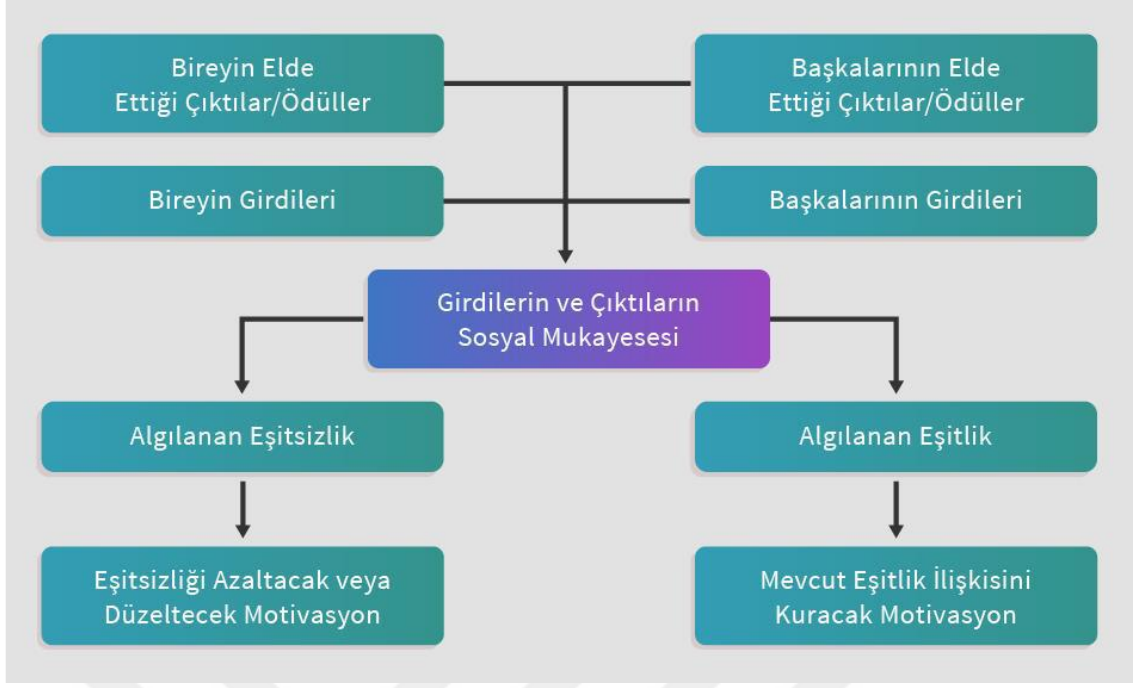 Bireyin Elde
Ettiği Çıktılar/Ödüller
Başkalarının Elde
Ettiği Çıktılar/Ödüller
Bireyin Girdileri
Başkalarının Girdileri
Girdilerin ve Çıktıların
Sosyal Mukayesesi
Algılanan Eşitsizlik
Algılanan Eşitlik
Eşitsizliği Azaltacak veya
Düzeltecek Motivasyon
Mevcut Eşitlik İlişkisini
Kuracak Motivasyon